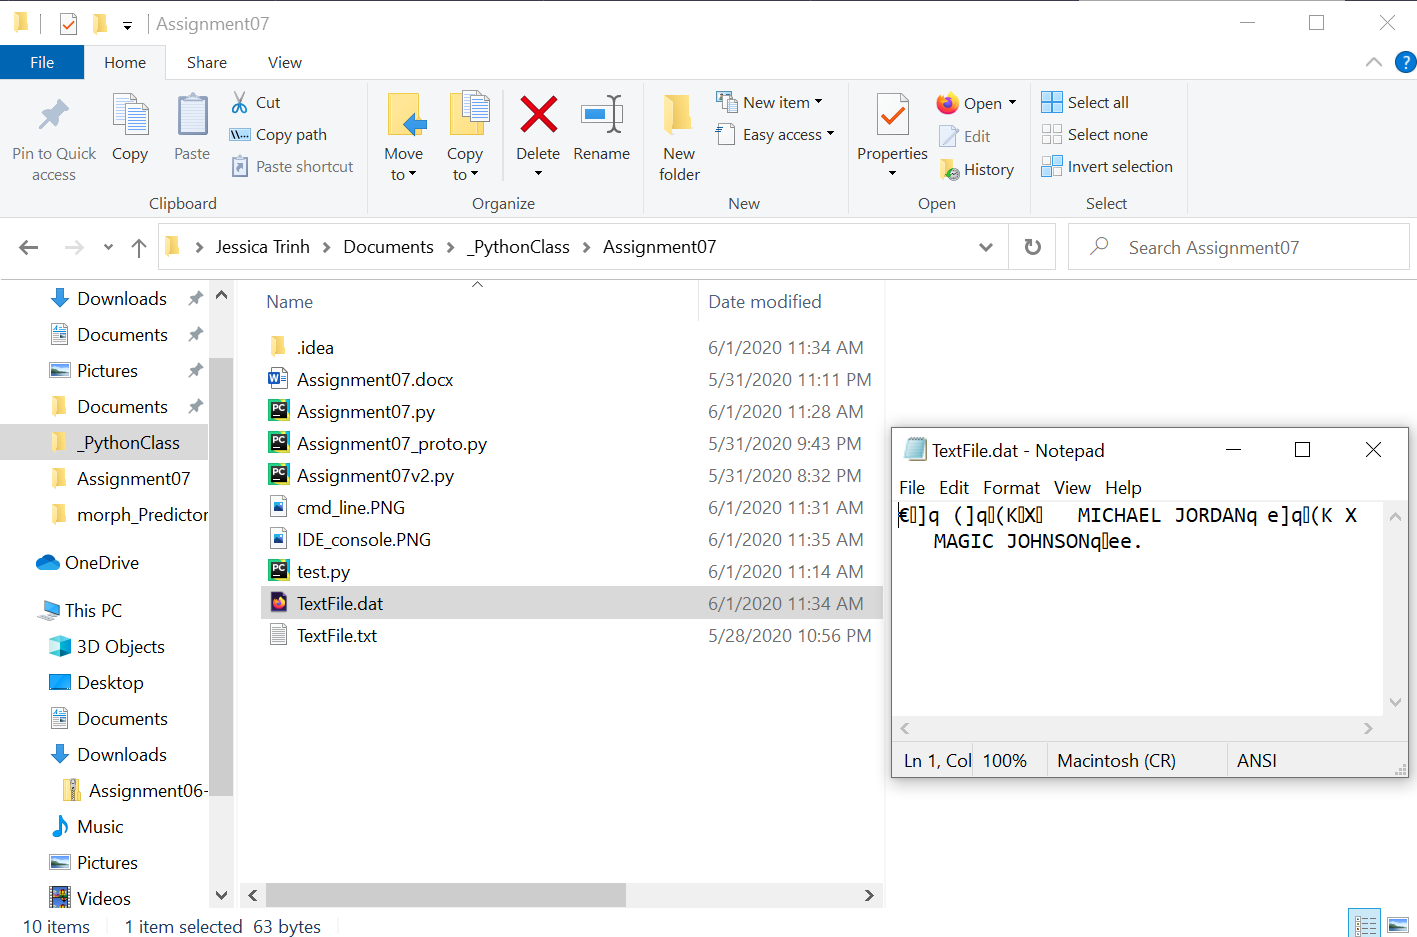 Assignment07
File Home Share View
Pin to Quick access
Copy
Paste
Cut
Copy path
Paste shortcut
Clipboard
Move to
Copy to
Delete
Rename
Organize
New folder
New item
Easy access
New
Properties
Open
Edit
History
Open
Select all
Select none
Invert selection
Select
Jessica Trinh > Documents > _PythonClass > Assignment07
Search Assignment07
Downloads
Documents
Pictures
Documents
_PythonClass
Assignment07
morph_Predictor
OneDrive
This PC
3D Objects
Desktop
Documents
Downloads
Assignment06-
Music
Pictures
Videos
Name Date modified
.idea 6/1/2020 11:34 AM
Assignment07.docx 5/31/2020 11:11 PM
Assignment07.py 6/1/2020 11:28 AM
Assignment07_proto.py 5/31/2020 9:43 PM
Assignment07v2.py 5/31/2020 8:32 PM
cmd_line.PNG 6/1/2020 11:31 AM
IDE_console.PNG 6/1/2020 11:35 AM
test.py 6/1/2020 11:14 AM
TextFile.dat 6/1/2020 11:34 AM
TextFile.txt 5/28/2020 10:56 PM
TextFile.dat - Notepad
File Edit Format View Help
€▯]q (]q▯(K▯X▯   MICHAEL JORDANq e]q▯(K X
MAGIC JOHNSONq▯ee.
Ln 1, Col 100% Macintosh (CR) ANSI
10 items 1 item selected 63 bytes